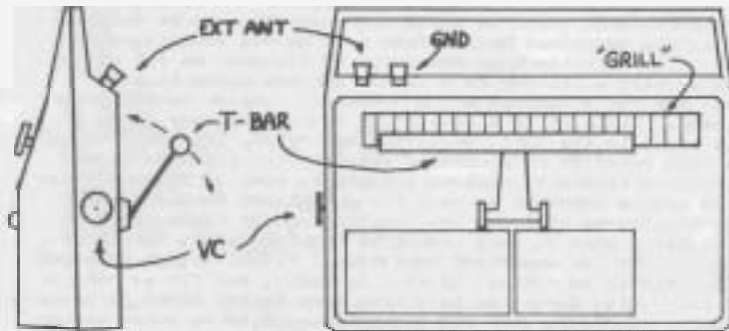 EXT ANT
GND
"GRILL"
T-BAR
VC